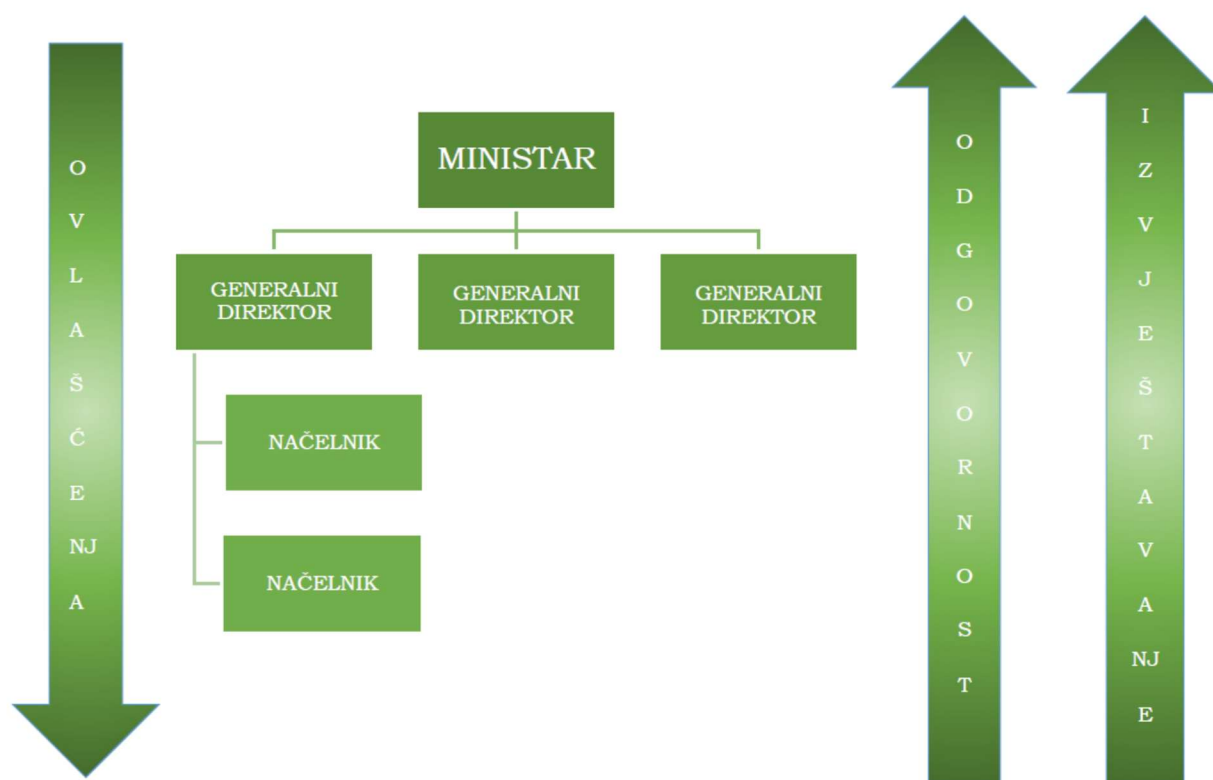 OVLAŠĆENJA
MINISTAR
GENERALNI
DIREKTOR
GENERALNI
DIREKTOR
GENERALNI
DIREKTOR
NAČELNIK
NAČELNIK
ODGOVORNOST
IZVJEŠTAVANJE